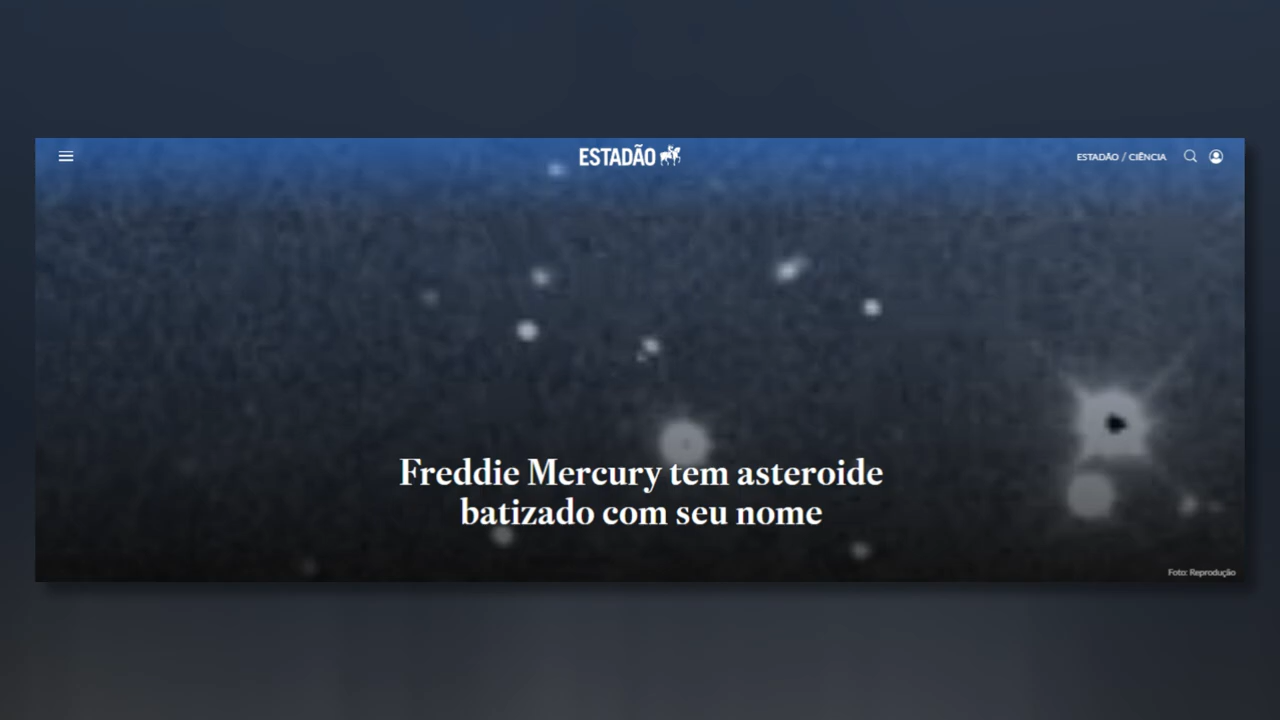 ESTADÃO
ESTADÃO / CIÊNCIA
Freddie Mercury tem asteroide
batizado com seu nome
Foto: Reprodução